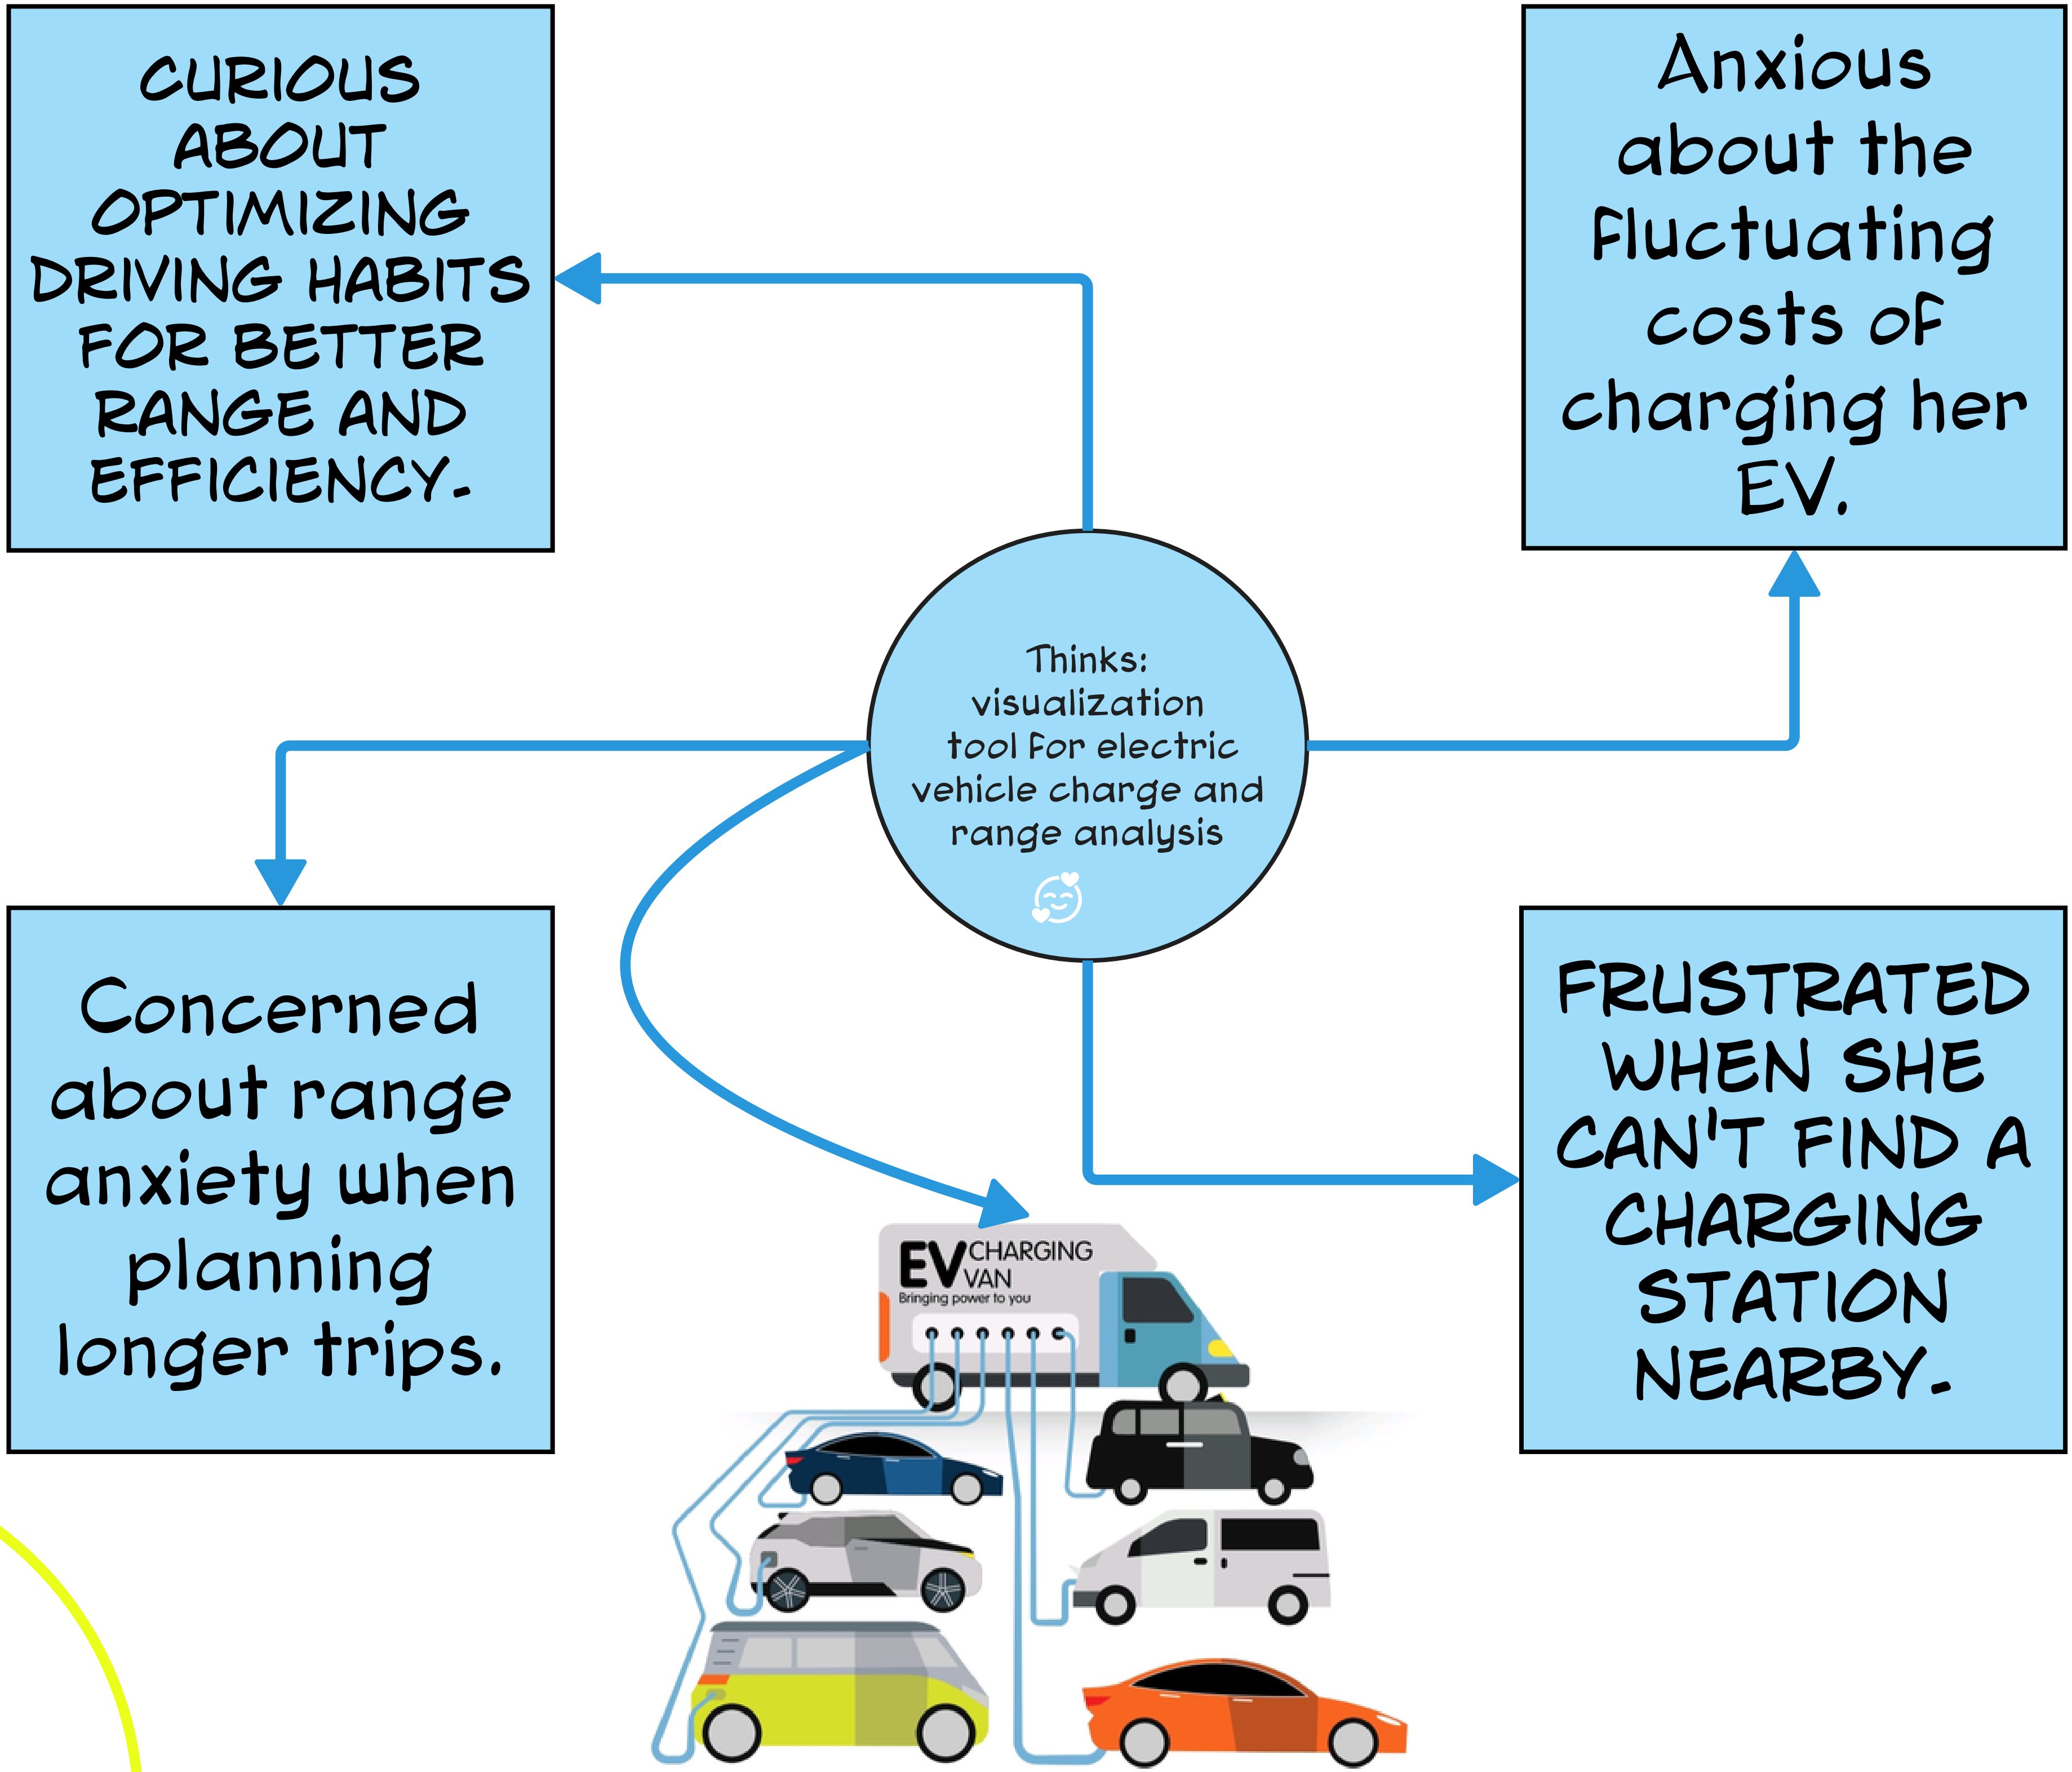 CURIOUS
ABOUT
OPTIMIZING
DRIVING HABITS
FOR BETTER
RANGE AND
EFFICIENCY.
Anxious
about the
fluctuating
costs of
charging her
EV.
Thinks:
visualization
tool for electric
vehicle charge and
range analysis
Concerned
about range
anxiety when
planning
longer trips.
FRUSTRATED
WHEN SHE
CAN'T FIND A
CHARGING
STATION
NEARBY.
EV CHARGING
VAN
Bringing power to you